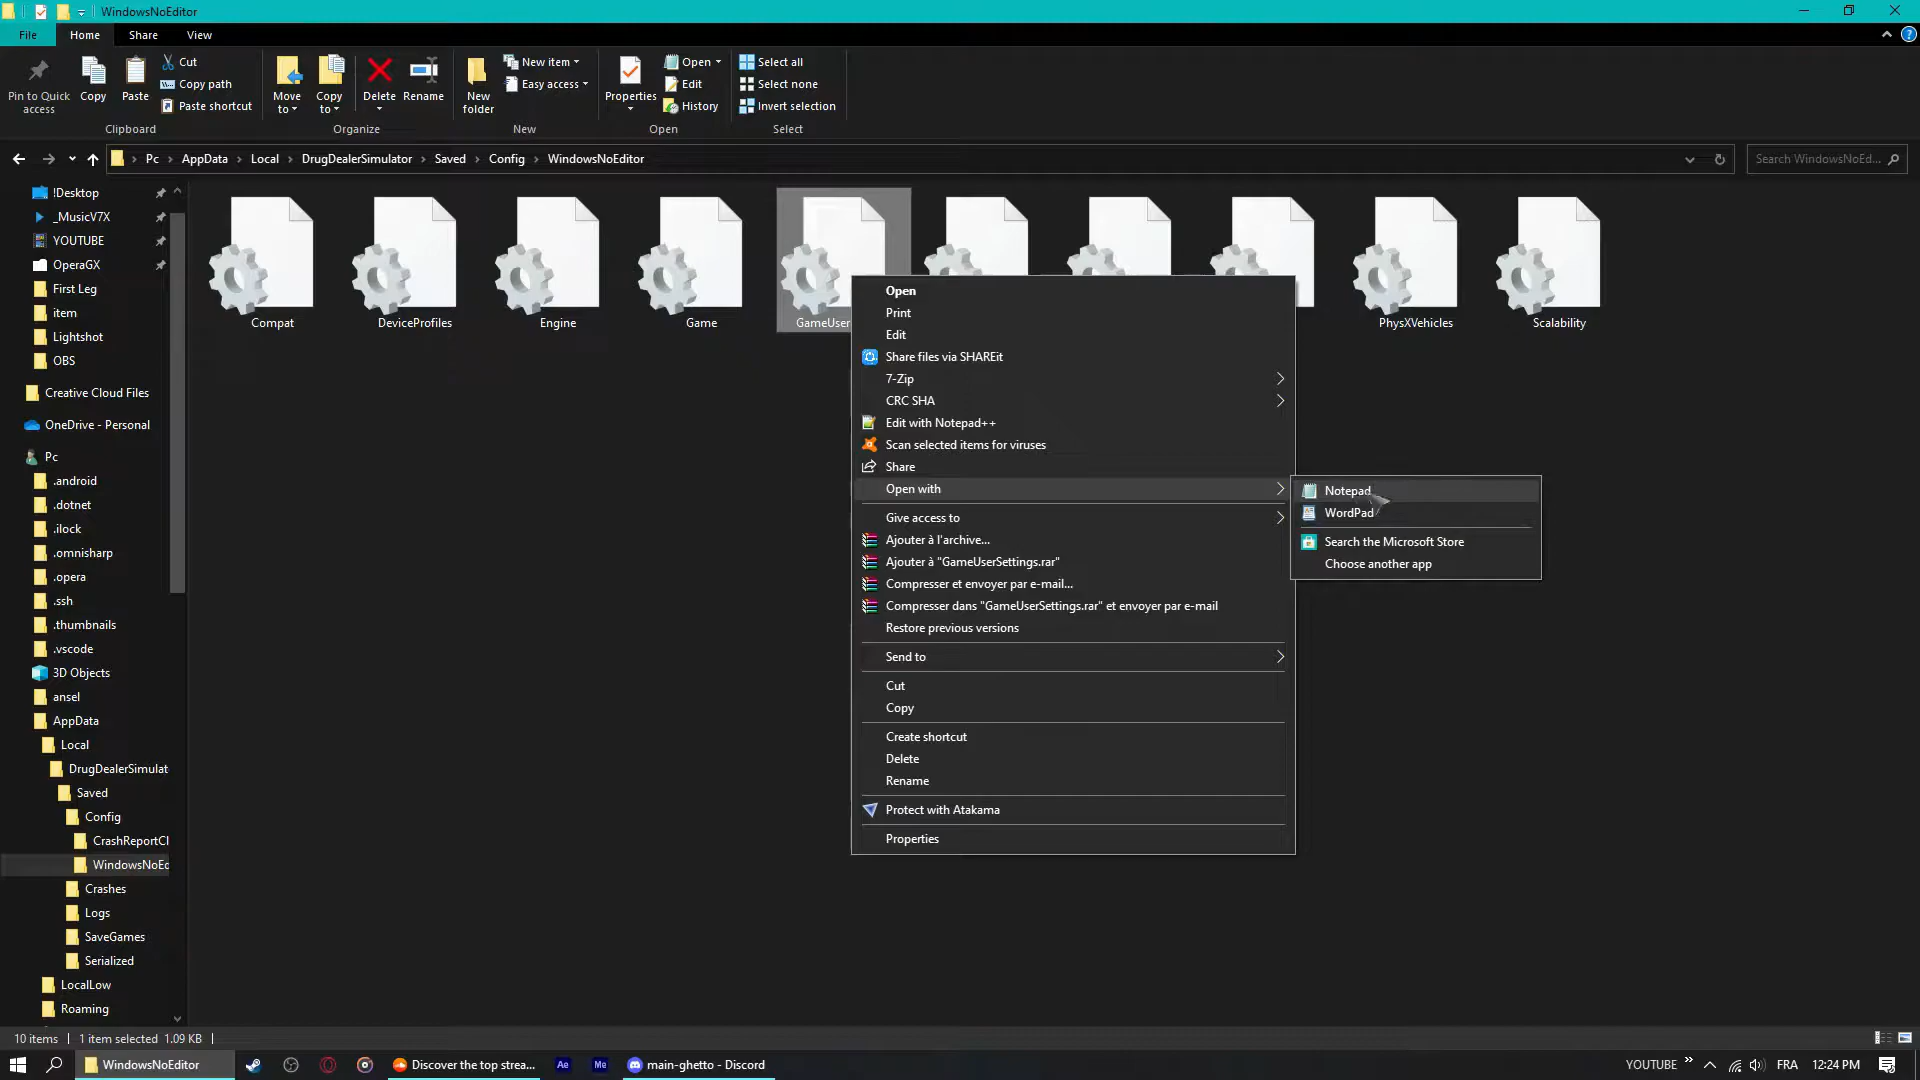 WindowsNoEditor
File Home Share View
Pin to Quick access
Copy
Paste
Cut
Copy path
Paste shortcut
Clipboard
Move to
Copy to
Delete
Rename
Organize
New folder
New item
Easy access
New
Properties
Open
Edit
History
Open
Select all
Select none
Invert selection
Select
Pc AppData Local DrugDealerSimulator Saved Config WindowsNoEditor
Search WindowsNoEd...
!Desktop
_MusicV7X
YOUTUBE
OperaGX
First Leg
item
Lightshot
OBS
Creative Cloud Files
OneDrive - Personal
Pc
.android
.dotnet
.ilock
.omnisharp
.opera
.ssh
.thumbnails
.vscode
3D Objects
ansel
AppData
Local
DrugDealerSimulat
Saved
Config
CrashReportCl
WindowsNoEd
Crashes
Logs
SaveGames
Serialized
LocalLow
Roaming
Compat
DeviceProfiles
Engine
Game
GameUser
PhysXVehicles
Scalability
Open
Print
Edit
Share files via SHAREit
7-Zip
CRC SHA
Edit with Notepad++
Scan selected items for viruses
Share
Open with
Give access to
Ajouter à l'archive...
Ajouter à "GameUserSettings.rar"
Compresser et envoyer par e-mail...
Compresser dans "GameUserSettings.rar" et envoyer par e-mail
Restore previous versions
Send to
Cut
Copy
Create shortcut
Delete
Rename
Protect with Atakama
Properties
Notepad
WordPad
Search the Microsoft Store
Choose another app
10 items 1 item selected 1.09 KB
WindowsNoEditor
Discover the top strea...
Ae
Me
main-ghetto - Discord
YOUTUBE
FRA
12:24 PM